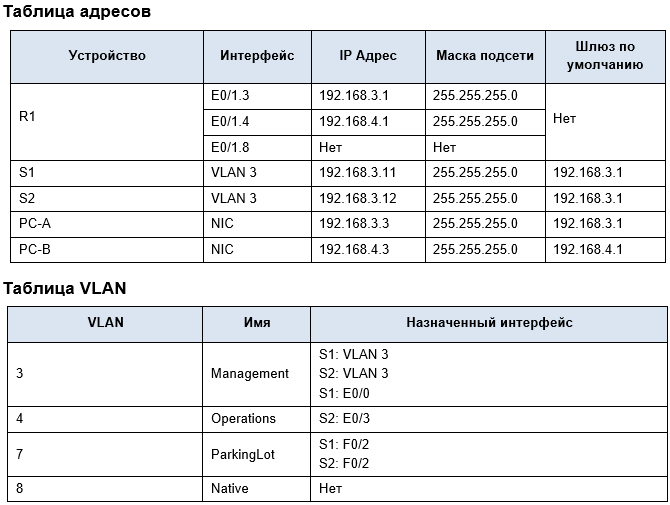 Таблица адресов
Устройство Интерфейс IP Адрес Маска подсети Шлюз по умолчанию
R1 E0/1.3 192.168.3.1 255.255.255.0 Нет
E0/1.4 192.168.4.1 255.255.255.0
E0/1.8 Нет Нет
S1 VLAN 3 192.168.3.11 255.255.255.0 192.168.3.1
S2 VLAN 3 192.168.3.12 255.255.255.0 192.168.3.1
PC-A NIC 192.168.3.3 255.255.255.0 192.168.3.1
PC-B NIC 192.168.4.3 255.255.255.0 192.168.4.1
Таблица VLAN
VLAN Имя Назначенный интерфейс
3 Management S1: VLAN 3
S2: VLAN 3
S1: E0/0
4 Operations S2: E0/3
7 ParkingLot S1: F0/2
S2: F0/2
8 Native Нет